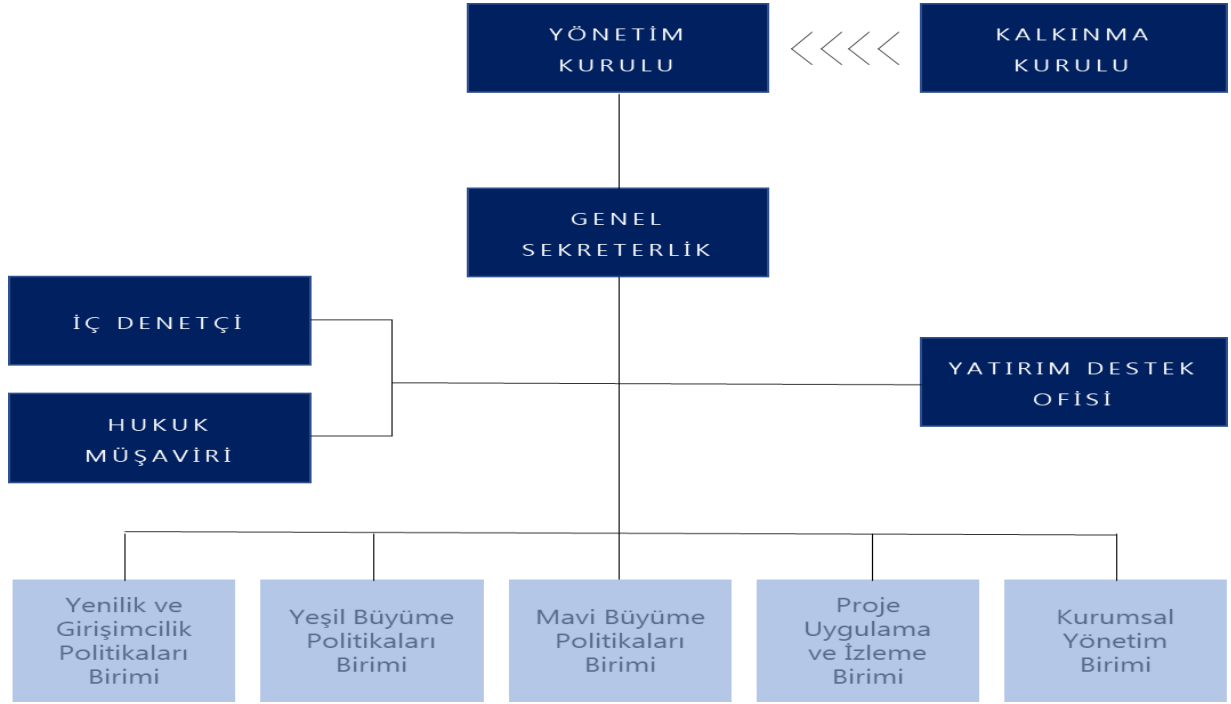 YÖNETİM
KURULU
KALKINMA
KURULU
GENEL
SEKRETERLİK
İÇ DENETÇİ
HUKUK
MÜŞAVİRİ
YATIRIM DESTEK
OFİSİ
Yenilik ve
Girişimcilik
Politikaları
Birimi
Yeşil Büyüme
Politikaları
Birimi
Mavi Büyüme
Politikaları
Birimi
Proje
Uygulama
ve İzleme
Birimi
Kurumsal
Yönetim
Birimi